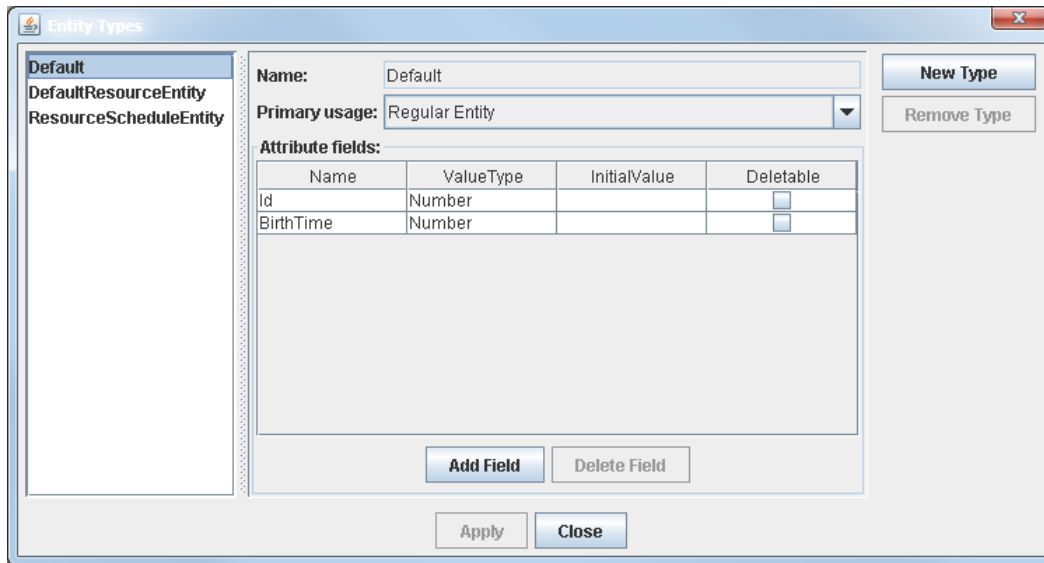 Entity Types
Default
DefaultResourceEntity
ResourceScheduleEntity
Name: Default
Primary usage: Regular Entity
Attribute fields:
Name ValueType InitialValue Deletable
Id Number
BirthTime Number
Add Field Delete Field
New Type
Remove Type
Apply Close